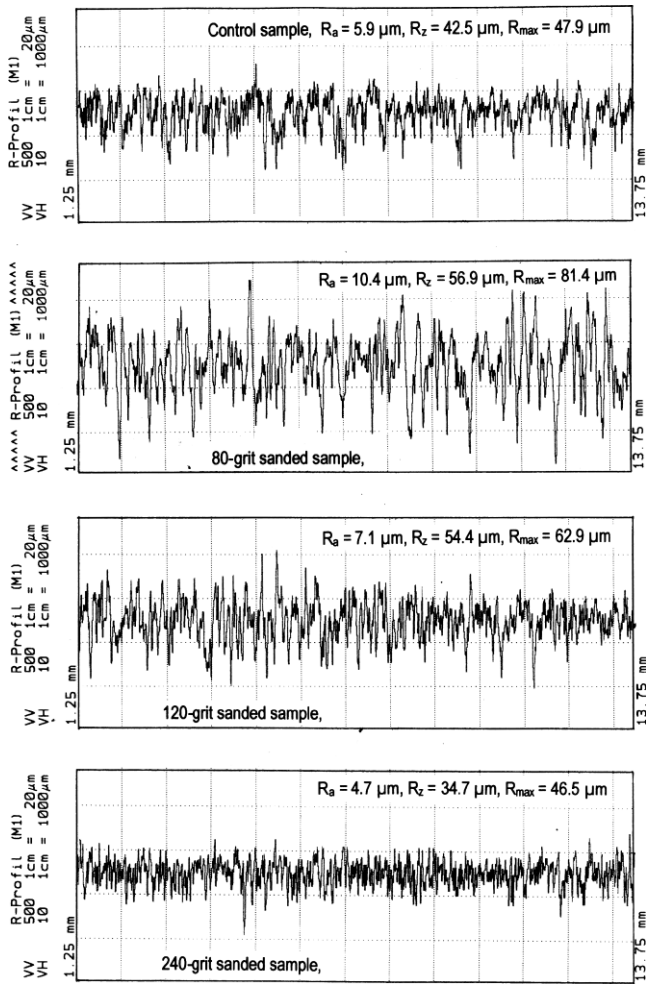 Control sample, Rₐ = 5.9 µm, R_z = 42.5 µm, Rₘₐₓ = 47.9 µm
R-Profil (M1)
VV 500 1cm = 20µm
VH 10 1cm = 1000µm
1.25 mm
13.75 mm
Rₐ = 10.4 µm, R_z = 56.9 µm, Rₘₐₓ = 81.4 µm
^^^^^ R-Profil (M1) ^^^^^
VV 500 1cm = 20µm
VH 10 1cm = 1000µm
1.25 mm
13.75 mm
80-grit sanded sample,
Rₐ = 7.1 µm, R_z = 54.4 µm, Rₘₐₓ = 62.9 µm
R-Profil (M1)
VV 500 1cm = 20µm
VH 10 1cm = 1000µm
1.25 mm
13.75 mm
120-grit sanded sample,
Rₐ = 4.7 µm, R_z = 34.7 µm, Rₘₐₓ = 46.5 µm
R-Profil (M1)
VV 500 1cm = 20µm
VH 10 1cm = 1000µm
1.25 mm
13.75 mm
240-grit sanded sample,